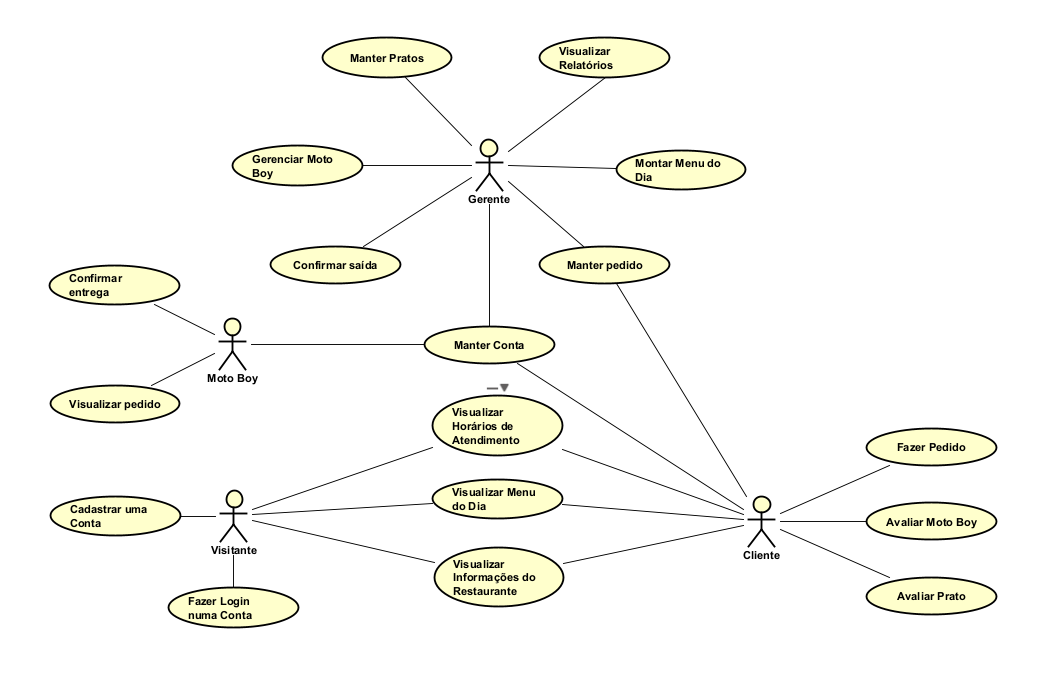 Manter Pratos
Visualizar
Relatórios
Gerenciar Moto
Boy
Montar Menu do
Dia
Gerente
Confirmar saída
Manter pedido
Confirmar
entrega
Manter Conta
Moto Boy
Visualizar pedido
Visualizar
Horários de
Atendimento
Fazer Pedido
Cadastrar uma
Conta
Visualizar Menu
do Dia
Avaliar Moto Boy
Visitante
Cliente
Visualizar
Informações do
Restaurante
Avaliar Prato
Fazer Login
numa Conta